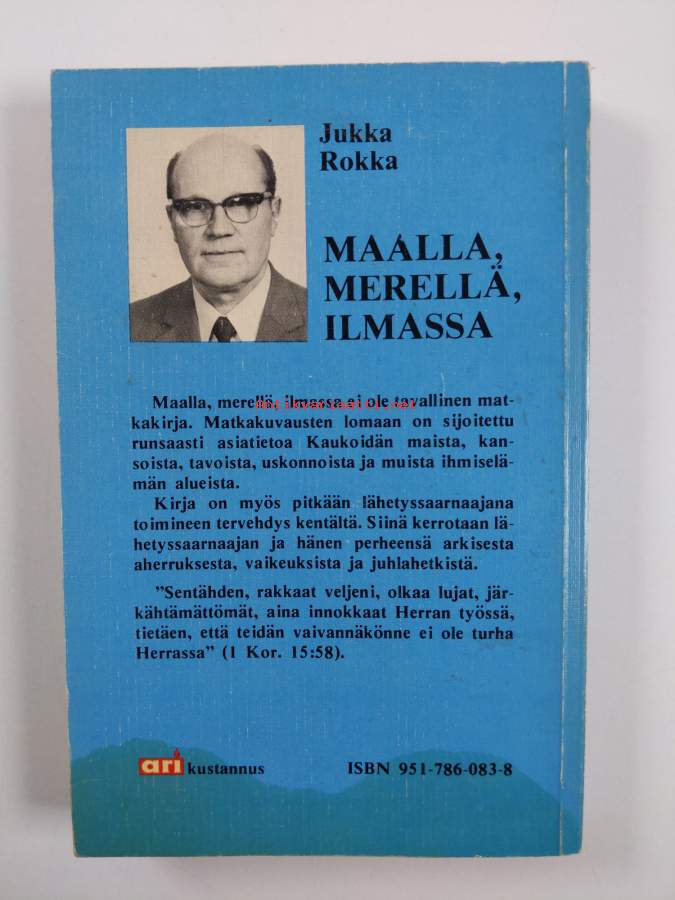 Jukka
Rokka
MAALLA,
MERELLÄ,
ILMASSA
Maalla, merellä, ilmassa ei ole tavallinen mat-
antikvariaatti.net
kakirja. Matkakuvausten lomaan on sijoitettu
runsaasti asiatietoa Kaukoidän maista, kan-
soista, tavoista, uskonnoista ja muista ihmiselä-
män alueista.
Kirja on myös pitkään lähetyssaarnaajana
toimineen tervehdys kentältä. Siinä kerrotaan lä-
hetyssaarnaajan ja hänen perheensä arkisesta
aherruksesta, vaikeuksista ja juhlahetkistä.
"Sentähden, rakkaat veljeni, olkaa lujat, jär-
kähtämättömät, aina innokkaat Herran työssä,
tietäen, että teidän vaivannäkönne ei ole turha
Herrassa" (1 Kor. 15:58).
ari kustannus
ISBN 951-786-083-8